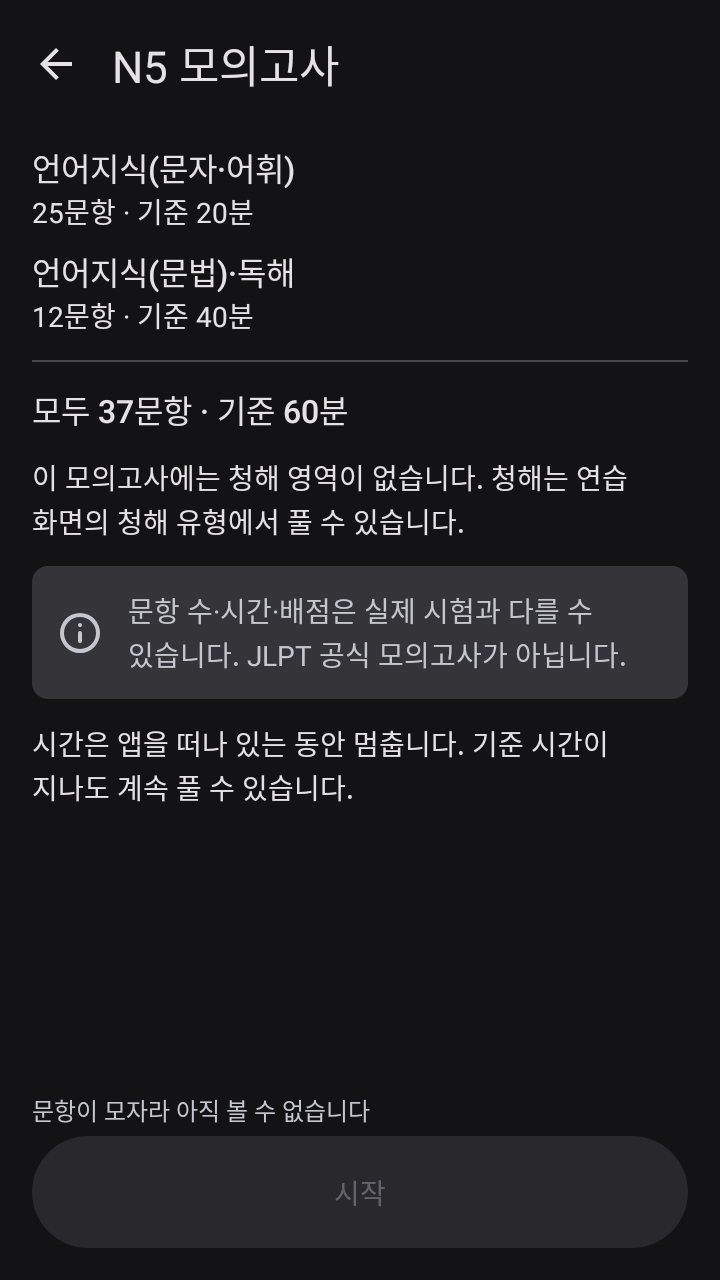 N5 모의고사
언어지식(문자·어휘)
25문항 · 기준 20분
언어지식(문법)·독해
12문항 · 기준 40분
모두 37문항 · 기준 60분
이 모의고사에는 청해 영역이 없습니다. 청해는 연습
화면의 청해 유형에서 풀 수 있습니다.
문항 수·시간·배점은 실제 시험과 다를 수
있습니다. JLPT 공식 모의고사가 아닙니다.
시간은 앱을 떠나 있는 동안 멈춥니다. 기준 시간이
지나도 계속 풀 수 있습니다.
문항이 모자라 아직 볼 수 없습니다
시작